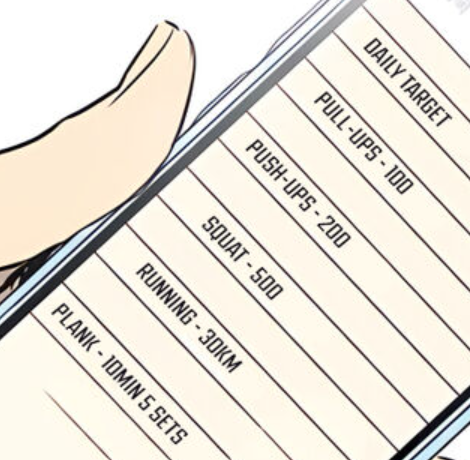 DAILY TARGET
PULL-UPS - 100
PUSH-UPS - 200
SQUAT - 500
RUNNING - 30KM
PLANK - 10MIN 5 SETS